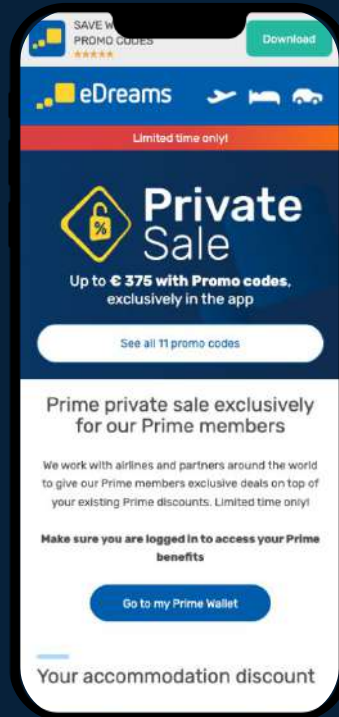 SAVE W
PROMO CODES
Download
eDreams
Limited time only!
%
Private
Sale
Up to € 375 with Promo codes,
exclusively in the app
See all 11 promo codes
Prime private sale exclusively
for our Prime members
We work with airlines and partners around the world
to give our Prime members exclusive deals on top of
your existing Prime discounts. Limited time only!
Make sure you are logged in to access your Prime
benefits
Go to my Prime Wallet
Your accommodation discount